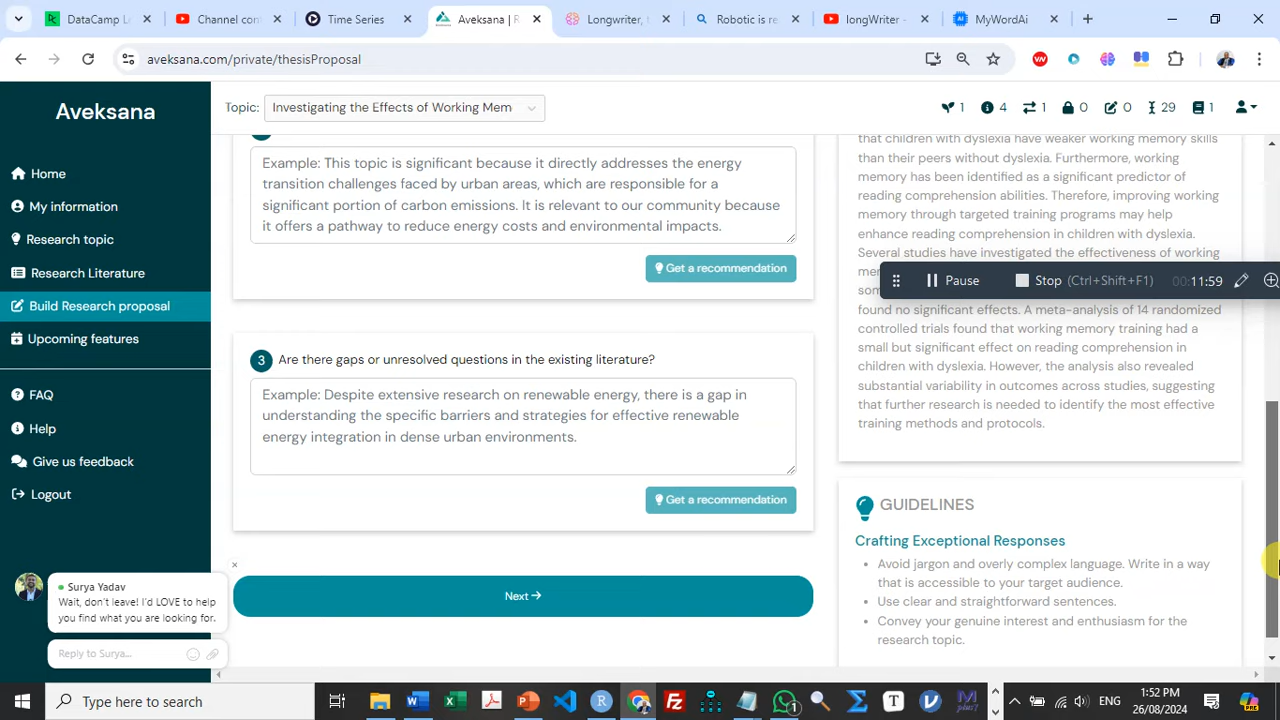 DataCamp L
Channel com
Time Series
Aveksana | R
Longwriter, t
Robotic is re
longWriter -
MyWordAi
aveksana.com/private/thesisProposal
Aveksana
Topic:
Investigating the Effects of Working Mem
1
4
1
0
0
29
1
Home
My information
Research topic
Research Literature
Build Research proposal
Upcoming features
FAQ
Help
Give us feedback
Logout
Example: This topic is significant because it directly addresses the energy
transition challenges faced by urban areas, which are responsible for a
significant portion of carbon emissions. It is relevant to our community because
it offers a pathway to reduce energy costs and environmental impacts.
Get a recommendation
3 Are there gaps or unresolved questions in the existing literature?
Example: Despite extensive research on renewable energy, there is a gap in
understanding the specific barriers and strategies for effective renewable
energy integration in dense urban environments.
Get a recommendation
Next →
that children with dyslexia have weaker working memory skills
than their peers without dyslexia. Furthermore, working
memory has been identified as a significant predictor of
reading comprehension abilities. Therefore, improving working
memory through targeted training programs may help
enhance reading comprehension in children with dyslexia.
Several studies have investigated the effectiveness of working
Pause
Stop (Ctrl+Shift+F1)
00:11:59
found no significant effects. A meta-analysis of 14 randomized
controlled trials found that working memory training had a
small but significant effect on reading comprehension in
children with dyslexia. However, the analysis also revealed
substantial variability in outcomes across studies, suggesting
that further research is needed to identify the most effective
training methods and protocols.
GUIDELINES
Crafting Exceptional Responses
Avoid jargon and overly complex language. Write in a way
that is accessible to your target audience.
Use clear and straightforward sentences.
Convey your genuine interest and enthusiasm for the
research topic.
Surya Yadav
Wait, don't leave! I'd LOVE to help
you find what you are looking for.
Reply to Surya...
Type here to search
1
ENG
1:52 PM
26/08/2024